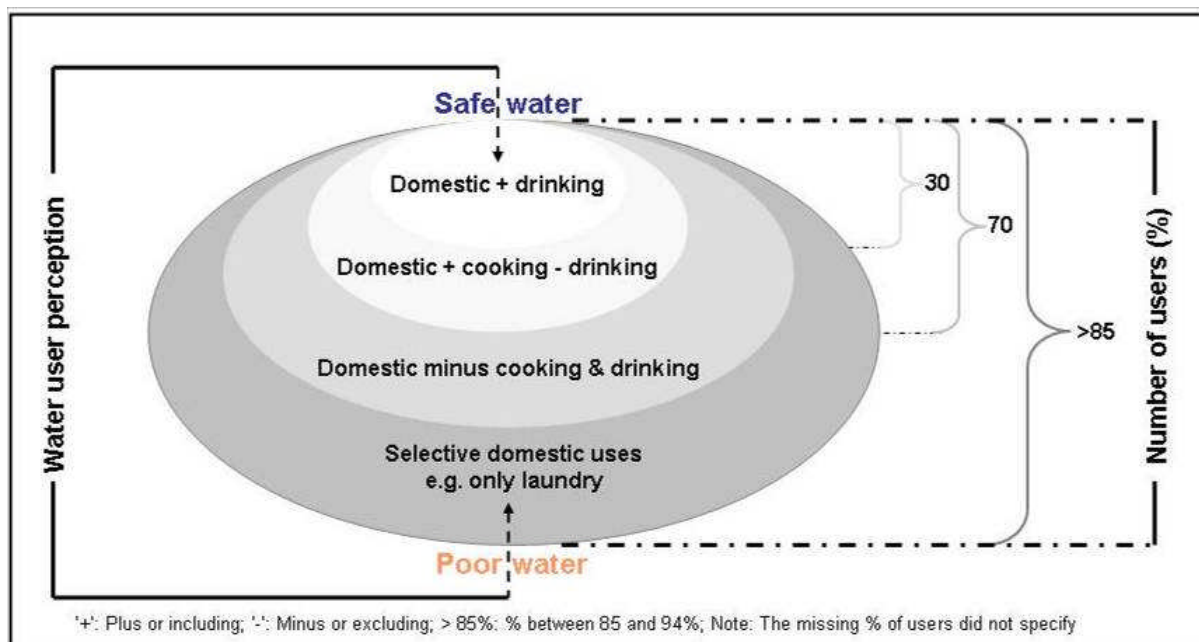 Safe water
Domestic + drinking
Domestic + cooking - drinking
Domestic minus cooking & drinking
Selective domestic uses
e.g. only laundry
Poor water
Water user perception
30
70
>85
Number of users (%)
'+': Plus or including; '-': Minus or excluding; > 85%: % between 85 and 94%; Note: The missing % of users did not specify